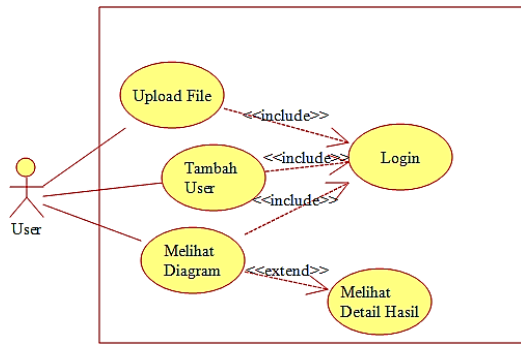 Upload File
<<include>>
Login
Tambah
User
<<include>>
<<include>>
User
Melihat
Diagram
<<extend>>
Melihat
Detail Hasil